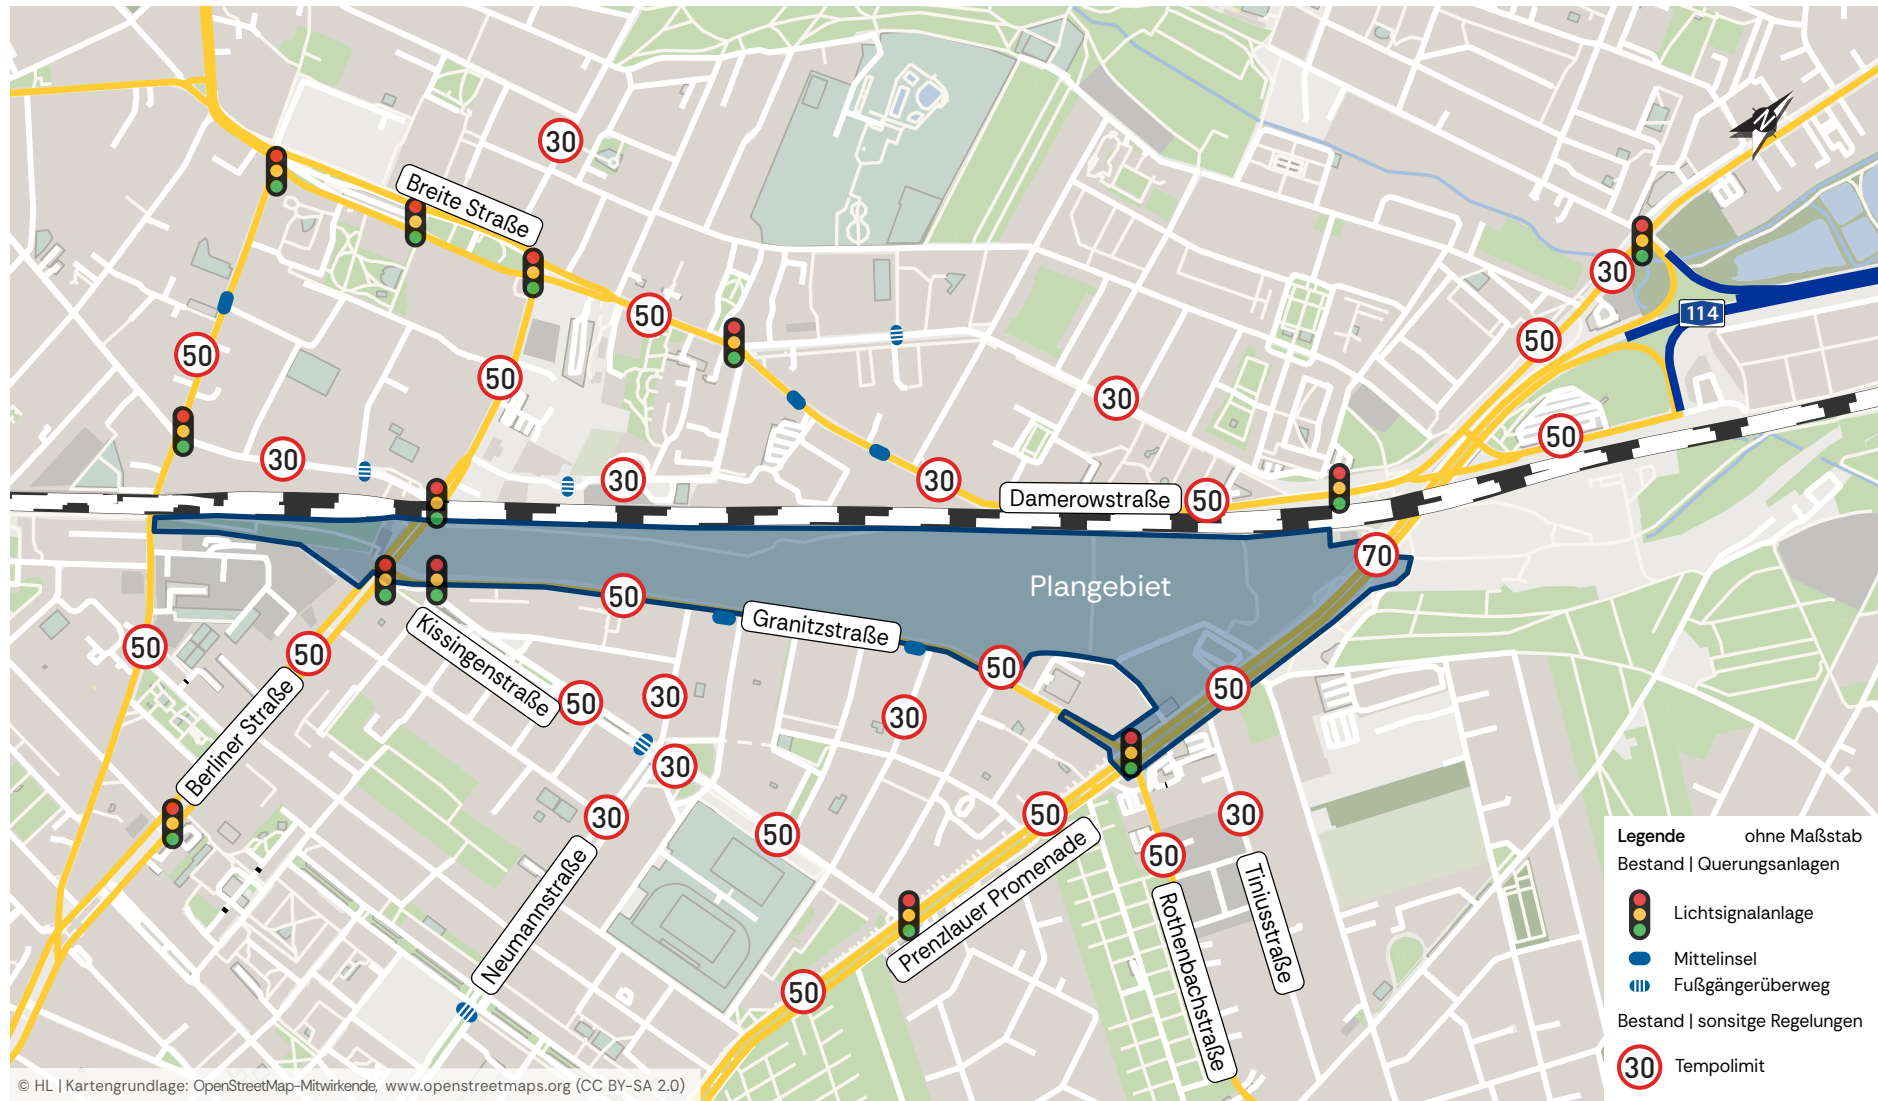 30
Breite Straße
N
30
114
50
50
50
50
30
50
30
30
30
Damerowstraße
50
50
70
Plangebiet
50
Granitzstraße
Kissingenstraße
50
50
50
50
50
30
30
Berliner Straße
30
50
30
50
30
50
50
Prenzlauer Promenade
Neumannstraße
Tiniusstraße
Rothenbachstraße
50
Legende ohne Maßstab
Bestand | Querungsanlagen
Lichtsignalanlage
Mittelinsel
Fußgängerüberweg
Bestand | sonsitge Regelungen
30 Tempolimit
© HL | Kartengrundlage: OpenStreetMap-Mitwirkende, www.openstreetmaps.org (CC BY-SA 2.0)